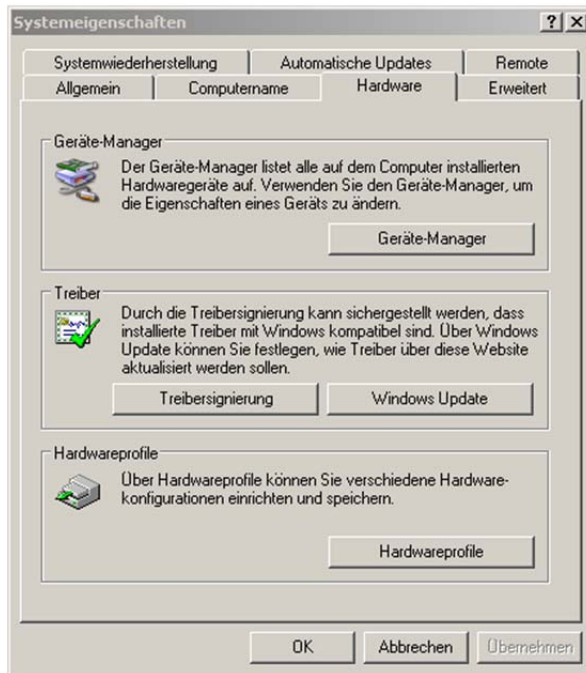 Systemeigenschaften
Systemwiederherstellung
Automatische Updates
Remote
Allgemein
Computername
Hardware
Erweitert
Geräte-Manager
Der Geräte-Manager listet alle auf dem Computer installierten
Hardwaregeräte auf. Verwenden Sie den Geräte-Manager, um
die Eigenschaften eines Geräts zu ändern.
Geräte-Manager
Treiber
Durch die Treibersignierung kann sichergestellt werden, dass
installierte Treiber mit Windows kompatibel sind. Über Windows
Update können Sie festlegen, wie Treiber über diese Website
aktualisiert werden sollen.
Treibersignierung
Windows Update
Hardwareprofile
Über Hardwareprofile können Sie verschiedene Hardware-
konfigurationen einrichten und speichern.
Hardwareprofile
OK
Abbrechen
Übernehmen